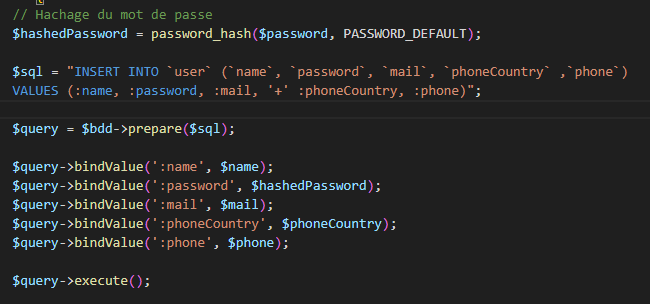 // Hachage du mot de passe
$hashedPassword = password_hash($password, PASSWORD_DEFAULT);
$sql = "INSERT INTO `user` (`name`, `password`, `mail`, `phoneCountry` ,`phone`)
VALUES (:name, :password, :mail, '+' :phoneCountry, :phone)";
$query = $bdd->prepare($sql);
$query->bindValue(':name', $name);
$query->bindValue(':password', $hashedPassword);
$query->bindValue(':mail', $mail);
$query->bindValue(':phoneCountry', $phoneCountry);
$query->bindValue(':phone', $phone);
$query->execute();